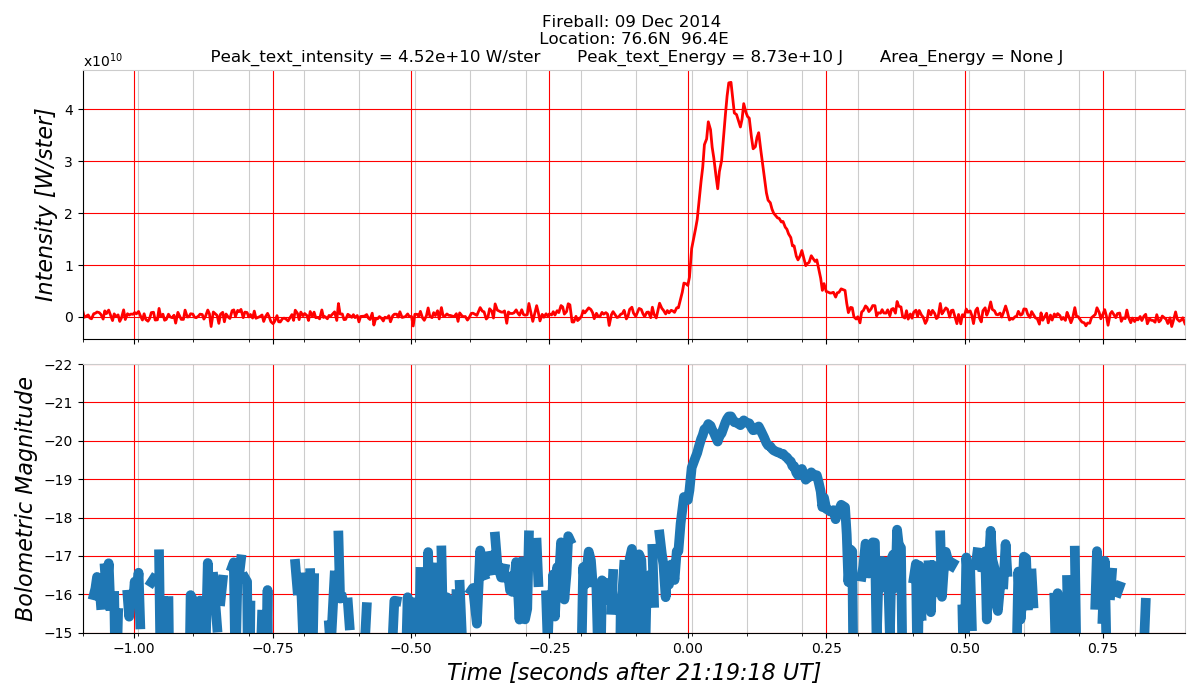 Fireball: 09 Dec 2014
Location: 76.6N  96.4E
Peak_text_intensity = 4.52e+10 W/ster       Peak_text_Energy = 8.73e+10 J       Area_Energy = None J
x10¹⁰
4
3
2
1
0
Intensity [W/ster]
−22
−21
−20
−19
−18
−17
−16
−15
Bolometric Magnitude
−1.00 −0.75 −0.50 −0.25 0.00 0.25 0.50 0.75
Time [seconds after 21:19:18 UT]